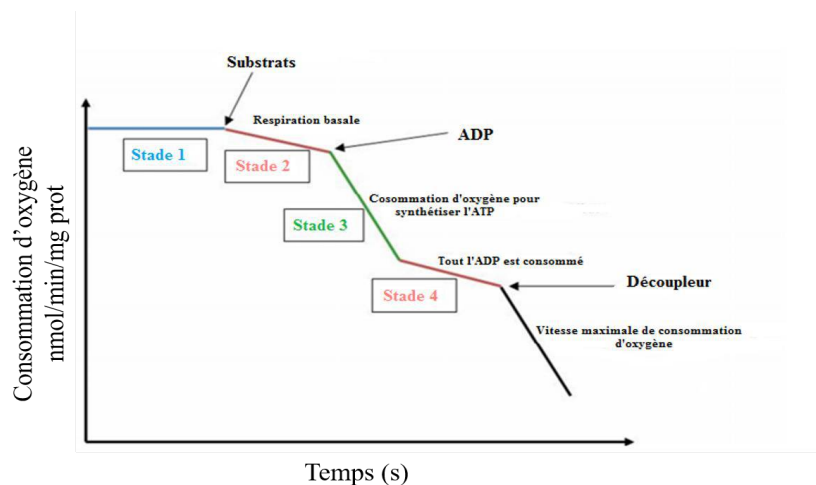 Substrats
Respiration basale
ADP
Stade 1
Stade 2
Cosommation d'oxygène pour
synthétiser l'ATP
Stade 3
Tout l'ADP est consommé
Stade 4
Découpleur
Vitesse maximale de consommation
d'oxygène
Consommation d'oxygène
nmol/min/mg prot
Temps (s)